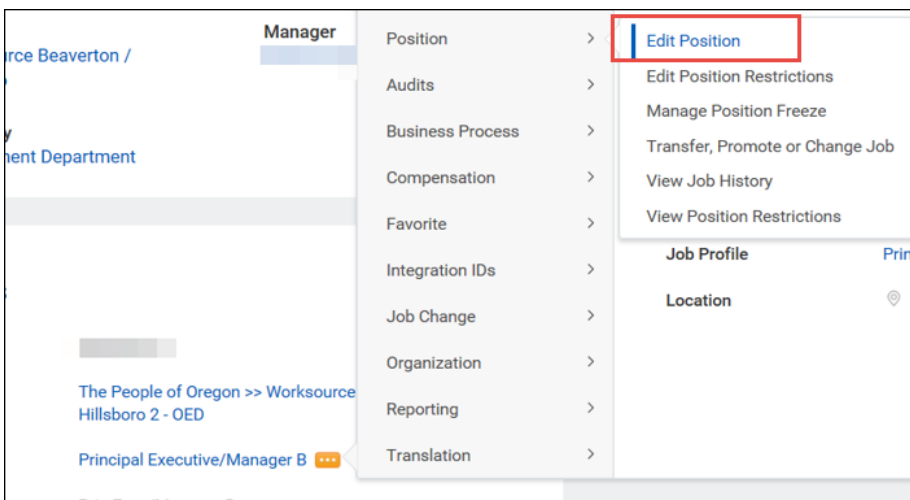 Manager
rce Beaverton /
y
ent Department
The People of Oregon >> Worksource
Hillsboro 2 - OED
Principal Executive/Manager B
Position
Audits
Business Process
Compensation
Favorite
Integration IDs
Job Change
Organization
Reporting
Translation
Edit Position
Edit Position Restrictions
Manage Position Freeze
Transfer, Promote or Change Job
View Job History
View Position Restrictions
Job Profile
Prin
Location